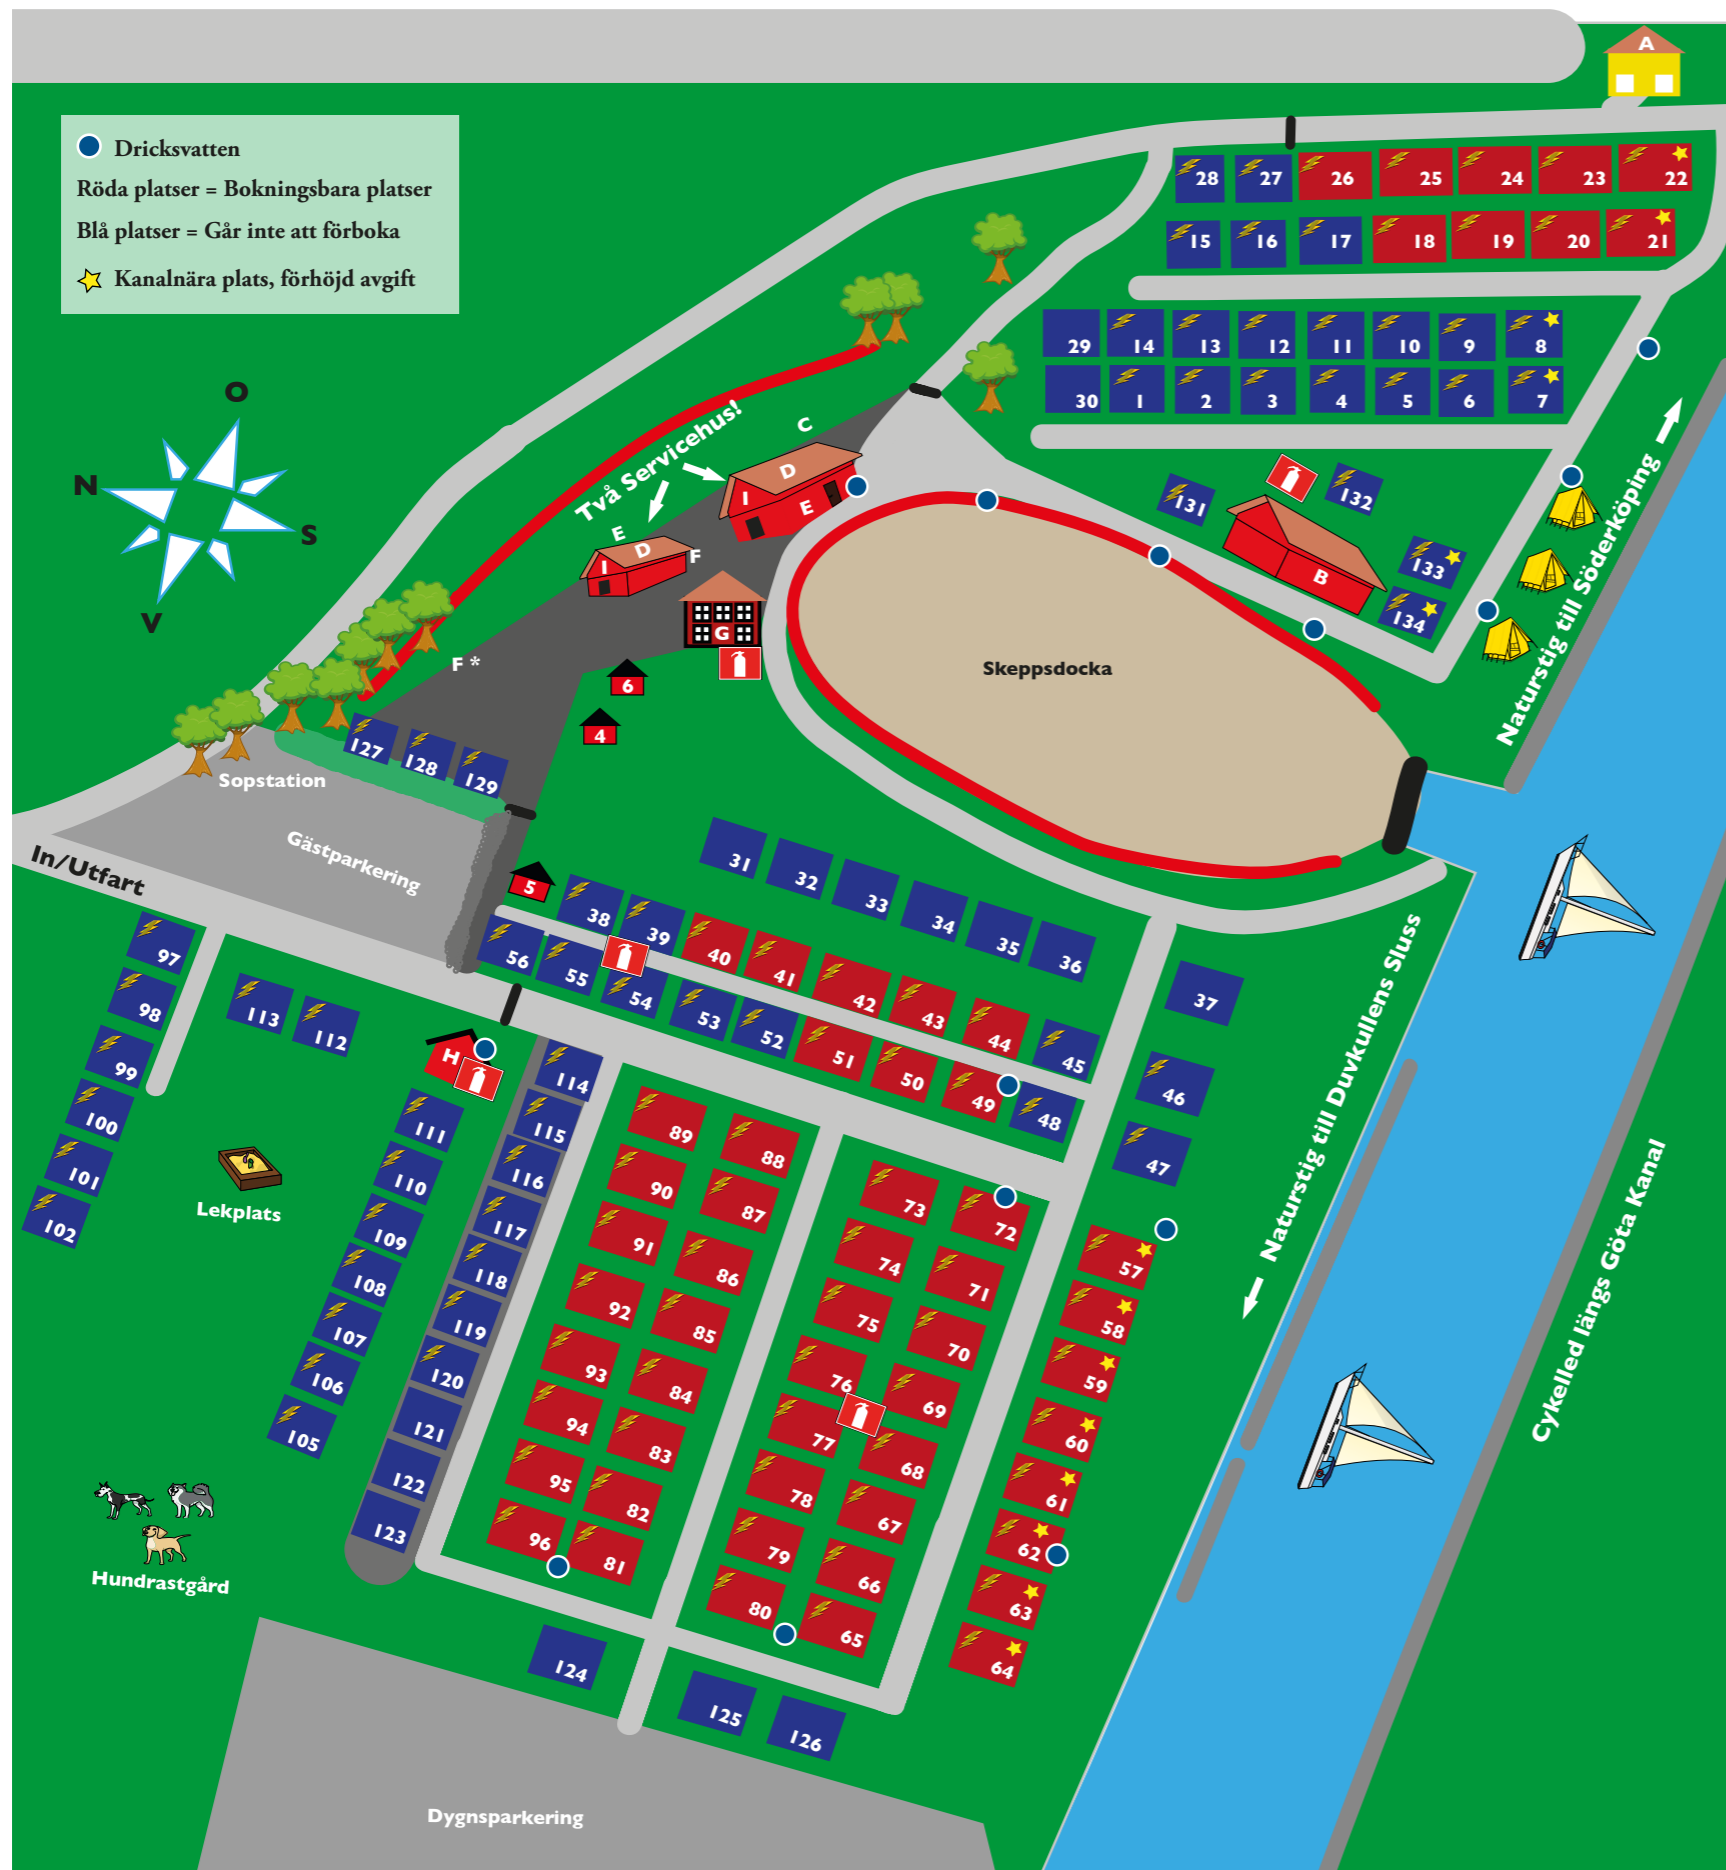 A
Dricksvatten
Röda platser = Bokningsbara platser
Blå platser = Går inte att förboka
Kanalnära plats, förhöjd avgift
28 27 26 25 24 23 22
15 16 17 18 19 20 21
29 14 13 12 11 10 9 8
30 1 2 3 4 5 6 7
O
N
S
V
Två Servicehus!
C
D
I
E
E
D
I
F
G
F *
6
4
131
132
B
133
134
Naturstig till Söderköping
Skeppsdocka
127 128 129
Sopstation
Gästparkering
In/Utfart
5
31 32 33 34 35 36
37
38 39 40 41 42 43 44 45
56 55 54 53 52 51 50 49 48
46
47
97
98
99
100
101
102
113 112
H
Lekplats
111
110
109
108
107
106
105
114
115
116
117
118
119
120
121
122
123
89 88
90 87
91 86
92 85
93 84
94 83
95 82
96 81
73 72
74 71
75 70
76 69
77 68
78 67
79 66
80 65
57
58
59
60
61
62
63
64
Naturstig till Duvkullens Sluss
Cykelled längs Göta Kanal
Hundrastgård
124
125
126
Dygnsparkering